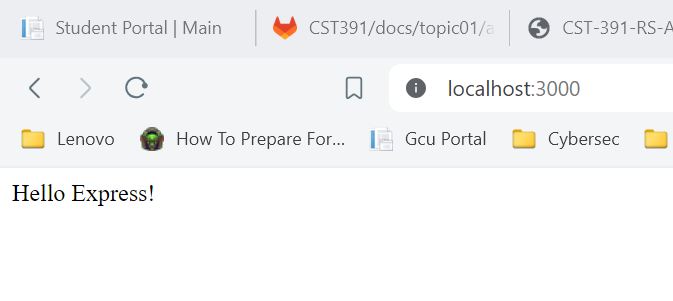 Student Portal | Main
CST391/docs/topic01/a
CST-391-RS-A
localhost:3000
Lenovo
How To Prepare For...
Gcu Portal
Cybersec
Hello Express!